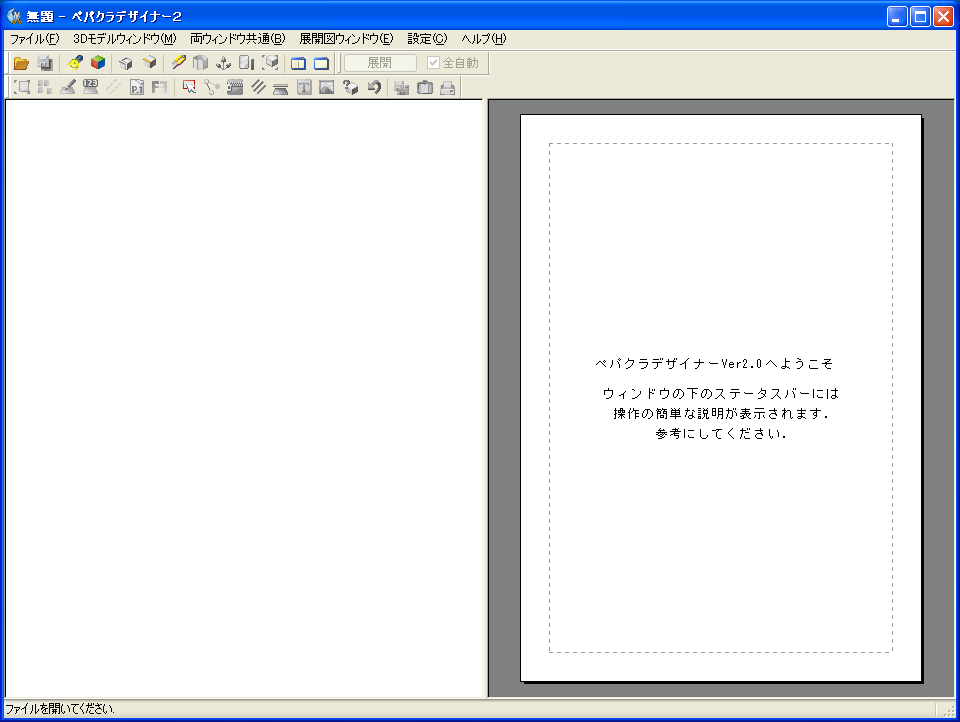 無題 - ペパクラデザイナー2
ファイル(F) 3Dモデルウィンドウ(M) 両ウィンドウ共通(B) 展開図ウィンドウ(E) 設定(C) ヘルプ(H)
展開 全自動
123 P.1 T
ペパクラデザイナーVer2.0へようこそ
ウィンドウの下のステータスバーには
操作の簡単な説明が表示されます.
参考にしてください.
ファイルを開いてください.